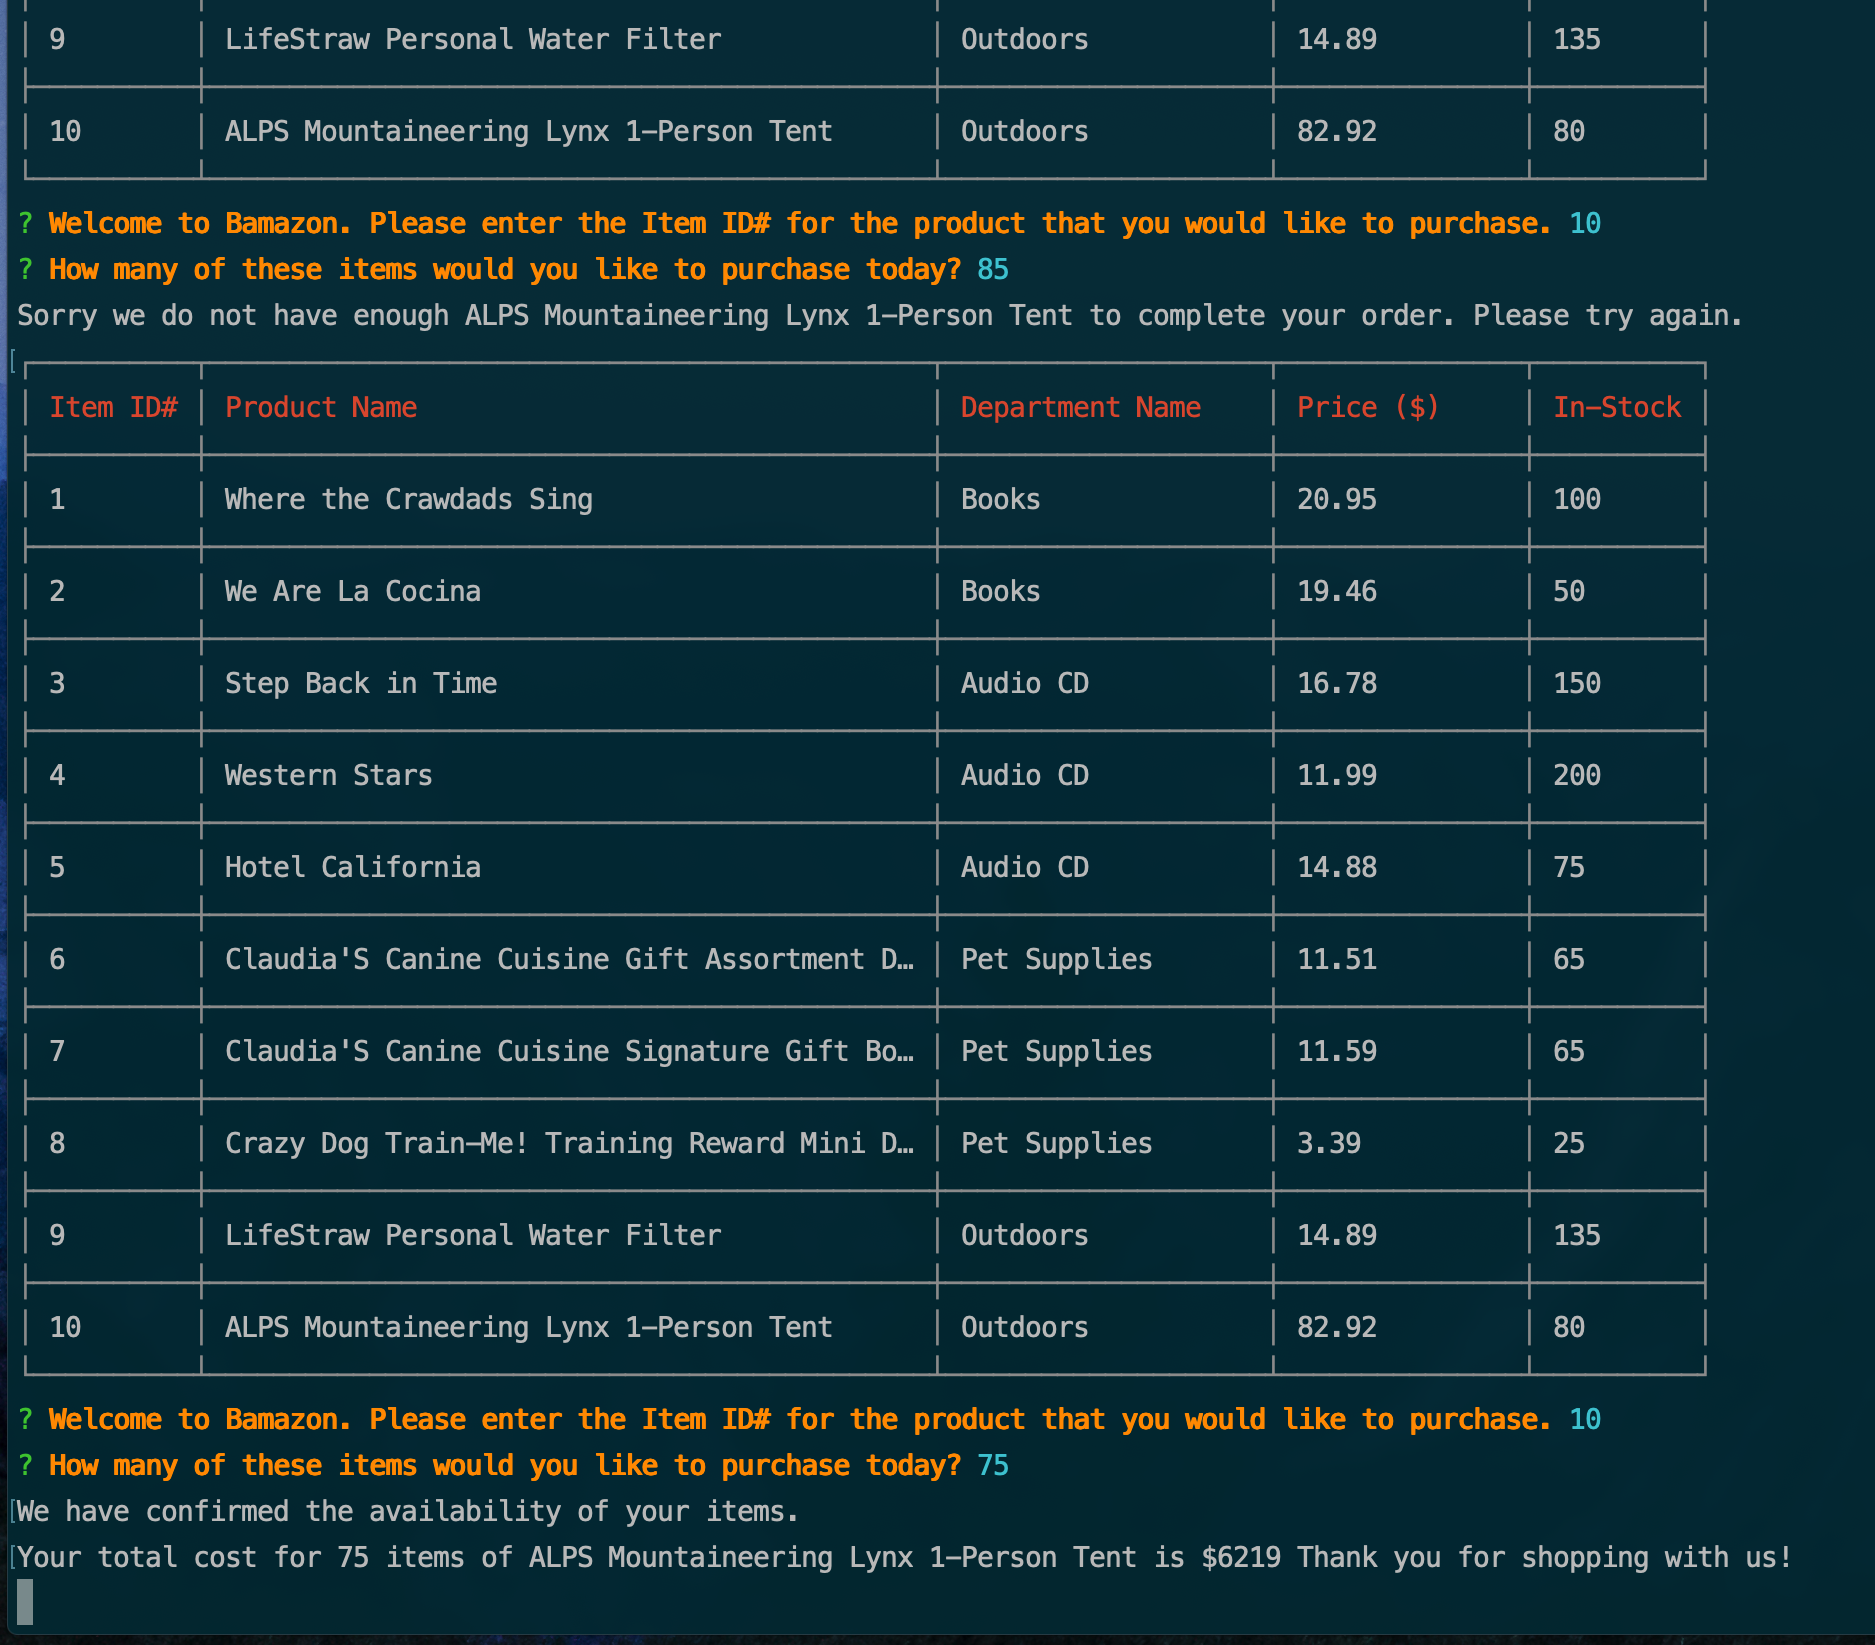 9 LifeStraw Personal Water Filter Outdoors 14.89 135
10 ALPS Mountaineering Lynx 1-Person Tent Outdoors 82.92 80
? Welcome to Bamazon. Please enter the Item ID# for the product that you would like to purchase. 10
? How many of these items would you like to purchase today? 85
Sorry we do not have enough ALPS Mountaineering Lynx 1-Person Tent to complete your order. Please try again.
Item ID# Product Name Department Name Price ($) In-Stock
1 Where the Crawdads Sing Books 20.95 100
2 We Are La Cocina Books 19.46 50
3 Step Back in Time Audio CD 16.78 150
4 Western Stars Audio CD 11.99 200
5 Hotel California Audio CD 14.88 75
6 Claudia'S Canine Cuisine Gift Assortment D… Pet Supplies 11.51 65
7 Claudia'S Canine Cuisine Signature Gift Bo… Pet Supplies 11.59 65
8 Crazy Dog Train-Me! Training Reward Mini D… Pet Supplies 3.39 25
9 LifeStraw Personal Water Filter Outdoors 14.89 135
10 ALPS Mountaineering Lynx 1-Person Tent Outdoors 82.92 80
? Welcome to Bamazon. Please enter the Item ID# for the product that you would like to purchase. 10
? How many of these items would you like to purchase today? 75
We have confirmed the availability of your items.
Your total cost for 75 items of ALPS Mountaineering Lynx 1-Person Tent is $6219 Thank you for shopping with us!